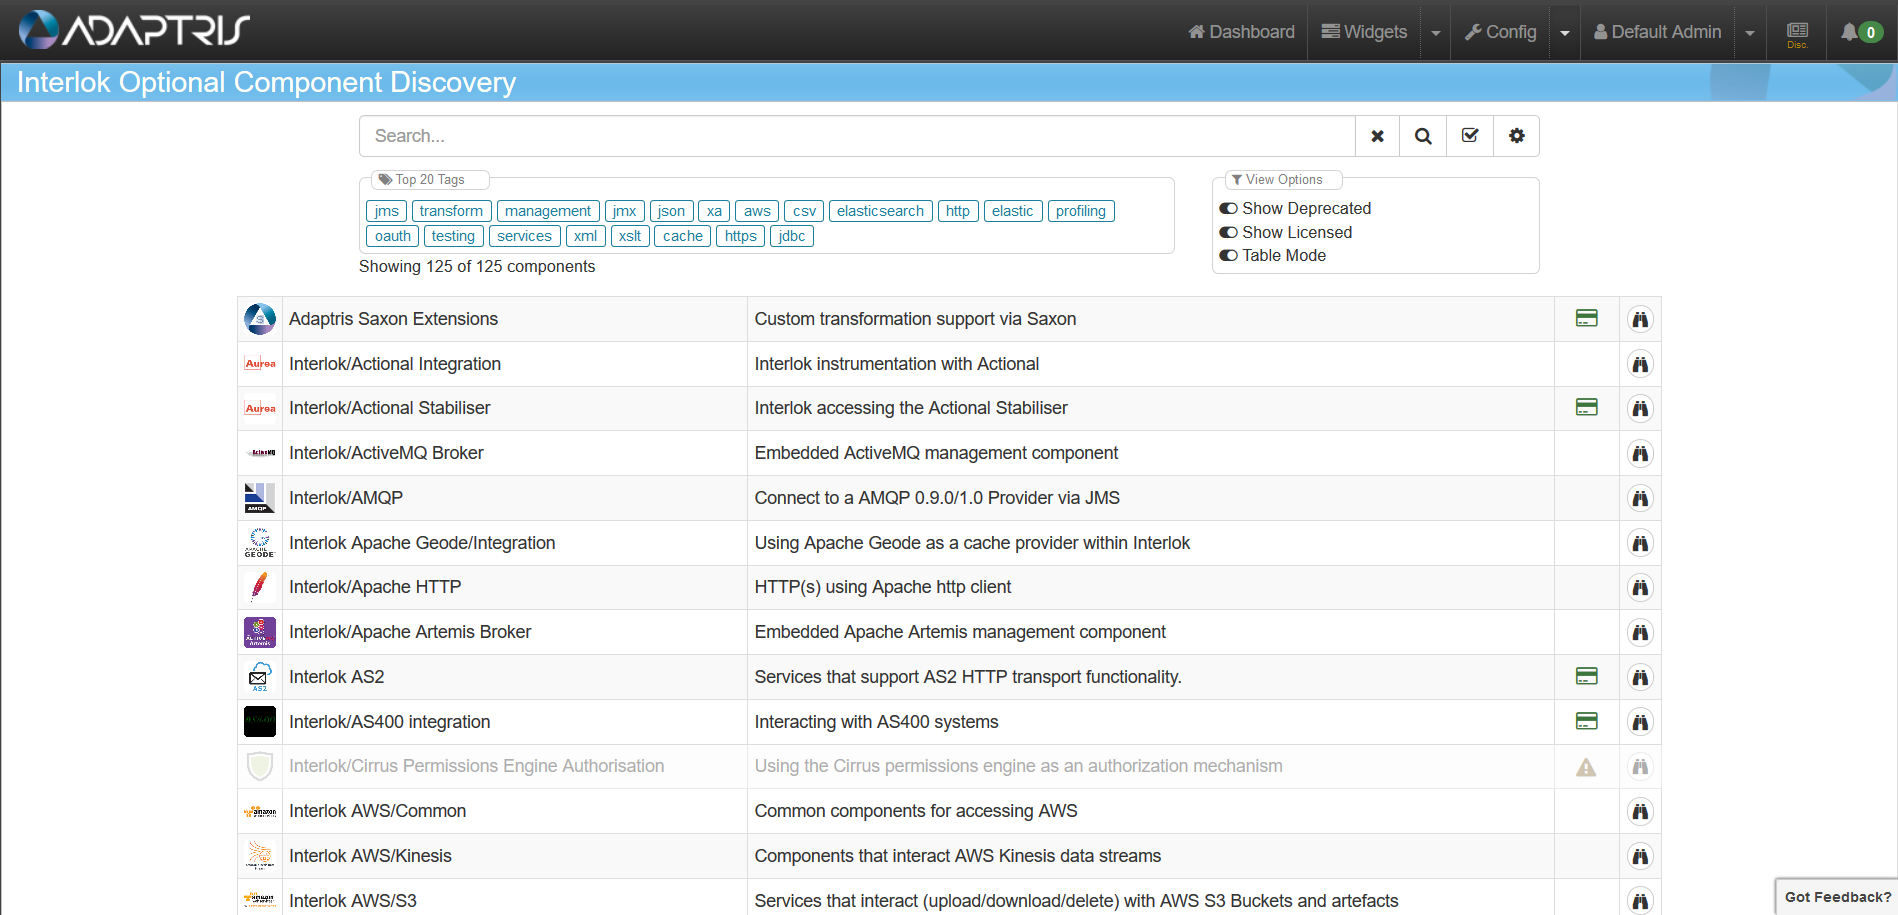 ADAPTRIS
Dashboard
Widgets
Config
Default Admin
Disc.
0
Interlok Optional Component Discovery
Search...
Top 20 Tags
jms transform management jmx json xa aws csv elasticsearch http elastic profiling
oauth testing services xml xslt cache https jdbc
View Options
Show Deprecated
Show Licensed
Table Mode
Showing 125 of 125 components
Adaptris Saxon Extensions Custom transformation support via Saxon
Aurea Interlok/Actional Integration Interlok instrumentation with Actional
Aurea Interlok/Actional Stabiliser Interlok accessing the Actional Stabiliser
ActiveMQ Interlok/ActiveMQ Broker Embedded ActiveMQ management component
AMQP Interlok/AMQP Connect to a AMQP 0.9.0/1.0 Provider via JMS
APACHE GEODE Interlok Apache Geode/Integration Using Apache Geode as a cache provider within Interlok
Interlok/Apache HTTP HTTP(s) using Apache http client
Artemis Interlok/Apache Artemis Broker Embedded Apache Artemis management component
AS2 Interlok AS2 Services that support AS2 HTTP transport functionality.
Interlok/AS400 integration Interacting with AS400 systems
Interlok/Cirrus Permissions Engine Authorisation Using the Cirrus permissions engine as an authorization mechanism
amazon Interlok AWS/Common Common components for accessing AWS
Interlok AWS/Kinesis Components that interact AWS Kinesis data streams
amazon Interlok AWS/S3 Services that interact (upload/download/delete) with AWS S3 Buckets and artefacts
Got Feedback?